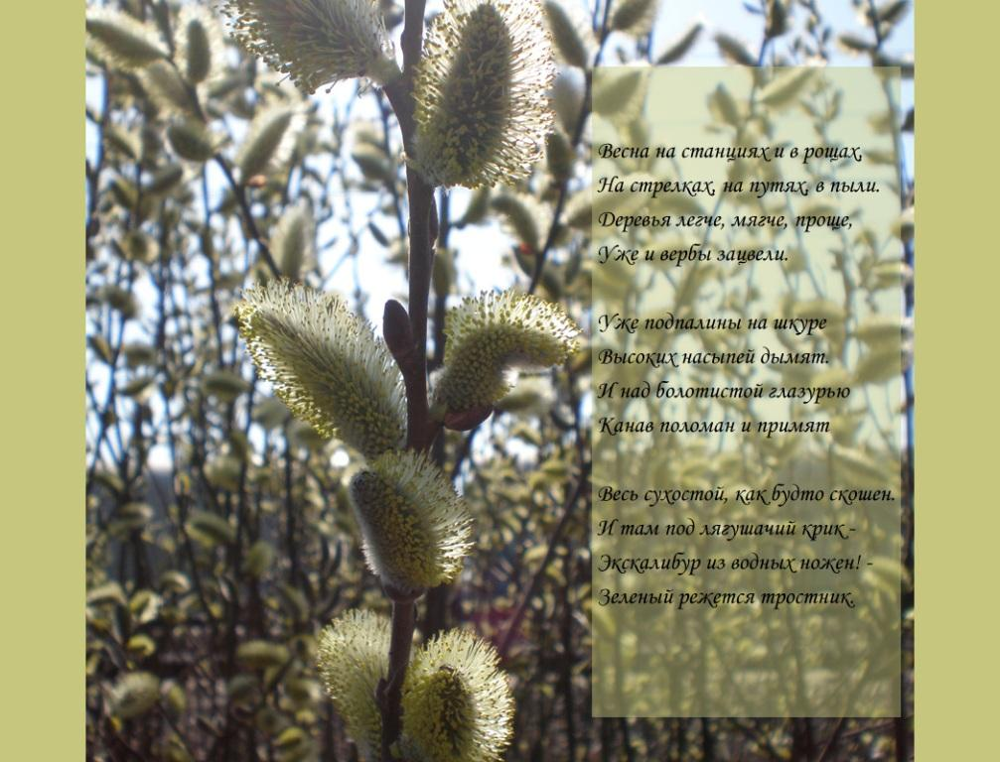 Весна на станциях и в рощах,
На стрелках, на путях, в пыли.
Деревья легче, мягче, проще,
Уже и вербы зацвели.
Уже подпалины на шкуре
Высоких насыпей дымят.
И над болотистой глазурью
Канав поломан и примят
Весь сухостой, как будто скошен.
И там под лягушачий крик -
Экскалибур из водных ножен! -
Зеленый режется тростник.